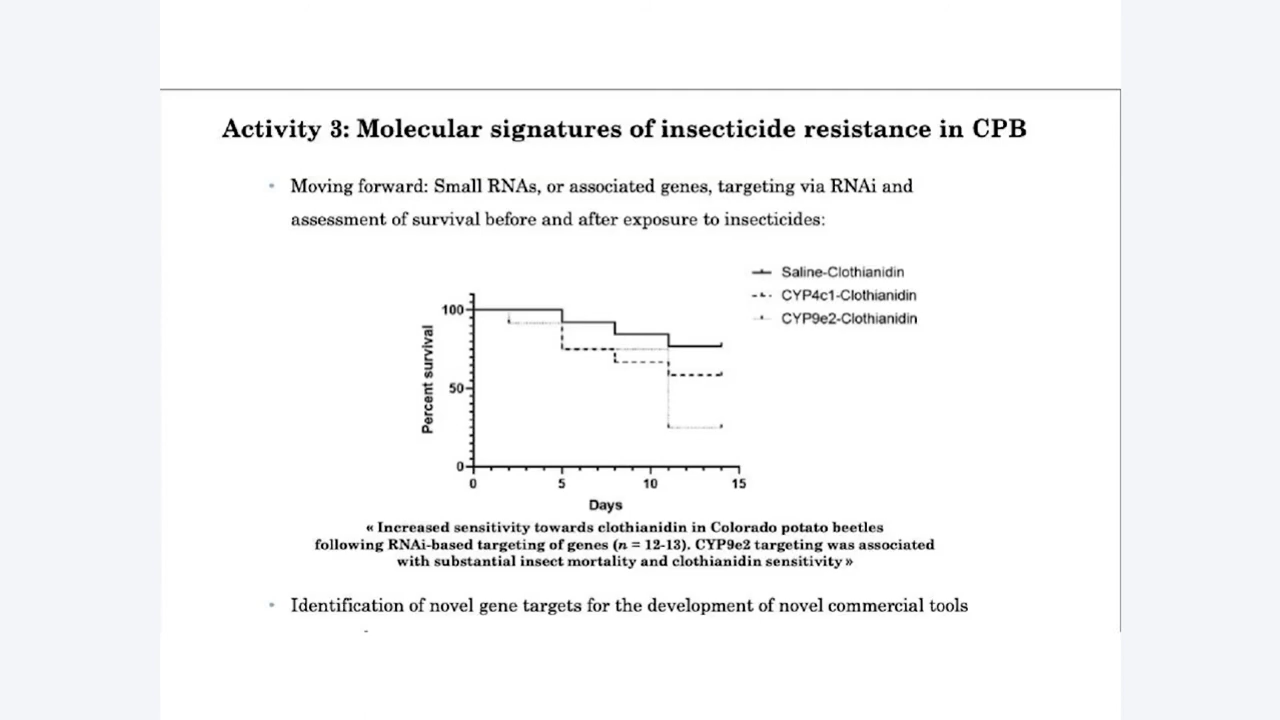 Activity 3: Molecular signatures of insecticide resistance in CPB
• Moving forward: Small RNAs, or associated genes, targeting via RNAi and
assessment of survival before and after exposure to insecticides:
Saline-Clothianidin
CYP4c1-Clothianidin
CYP9e2-Clothianidin
Percent survival
100
50
0
0 5 10 15
Days
« Increased sensitivity towards clothianidin in Colorado potato beetles
following RNAi-based targeting of genes (n = 12-13). CYP9e2 targeting was associated
with substantial insect mortality and clothianidin sensitivity »
• Identification of novel gene targets for the development of novel commercial tools